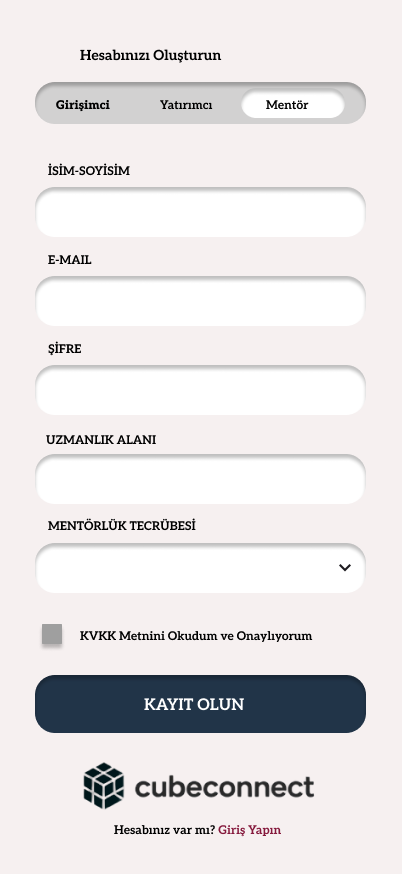 Hesabınızı Oluşturun
Girişimci Yatırımcı Mentör
İSİM-SOYİSİM
E-MAIL
ŞİFRE
UZMANLIK ALANI
MENTÖRLÜK TECRÜBESİ
KVKK Metnini Okudum ve Onaylıyorum
KAYIT OLUN
cubeconnect
Hesabınız var mı? Giriş Yapın